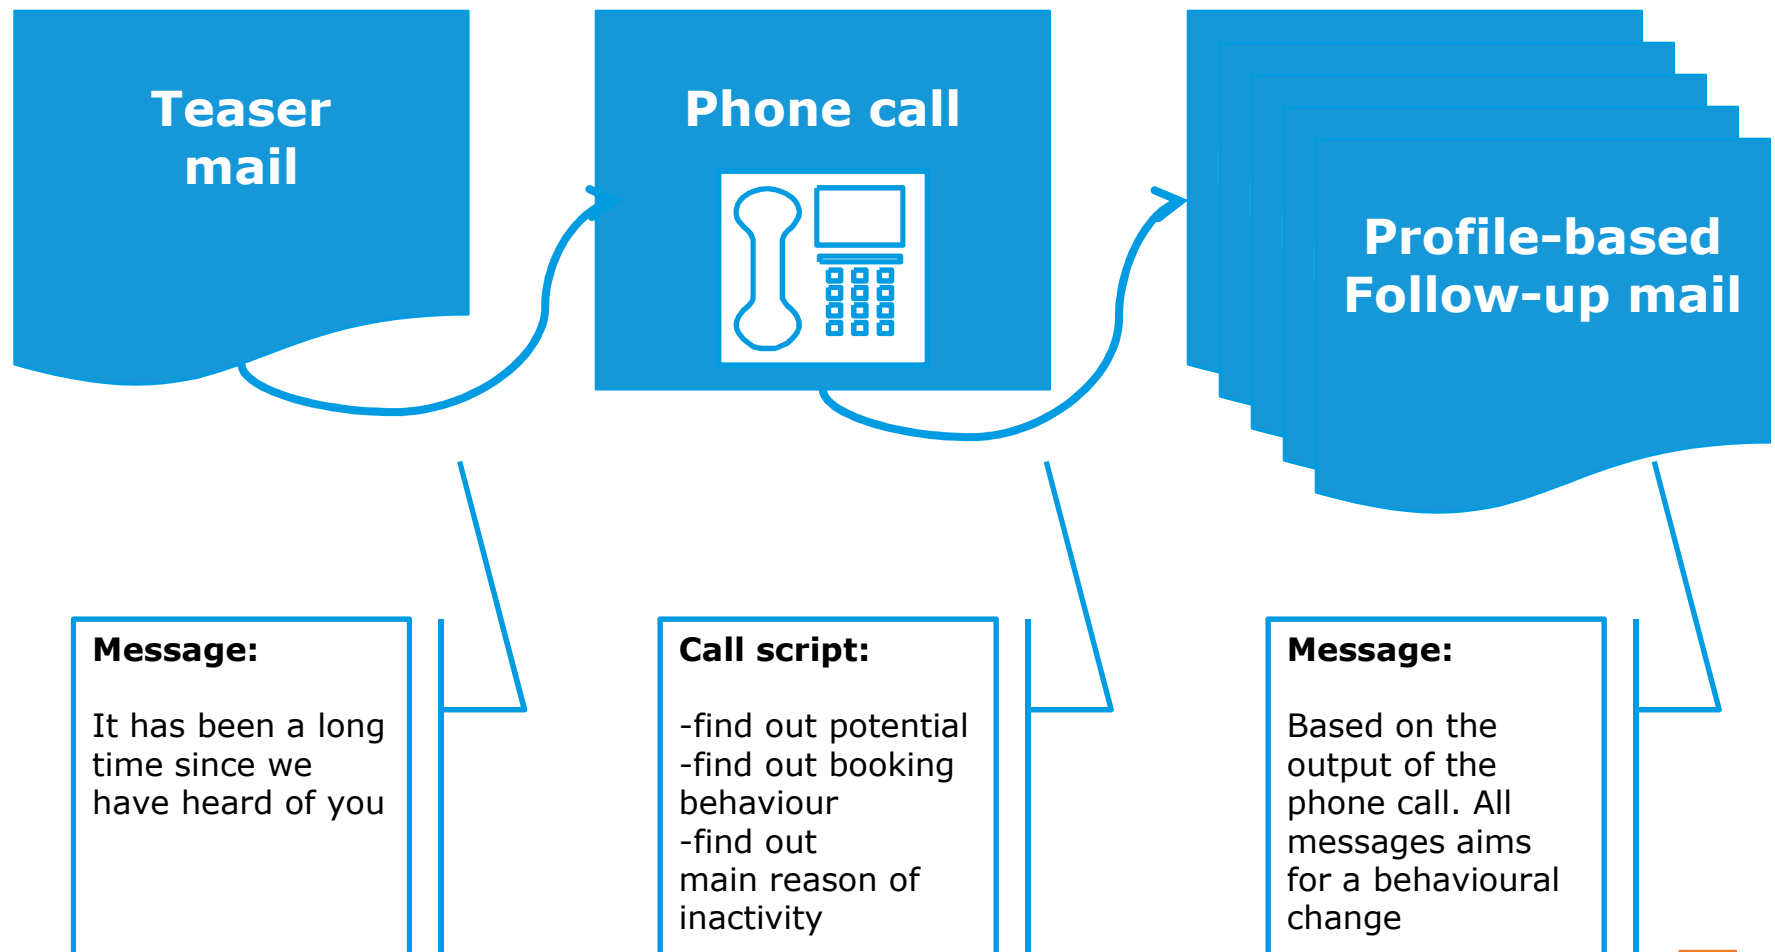 Teaser
mail
Phone call
Profile-based
Follow-up mail
Message:
It has been a long
time since we
have heard of you
Call script:
-find out potential
-find out booking
behaviour
-find out
main reason of
inactivity
Message:
Based on the
output of the
phone call. All
messages aims
for a behavioural
change